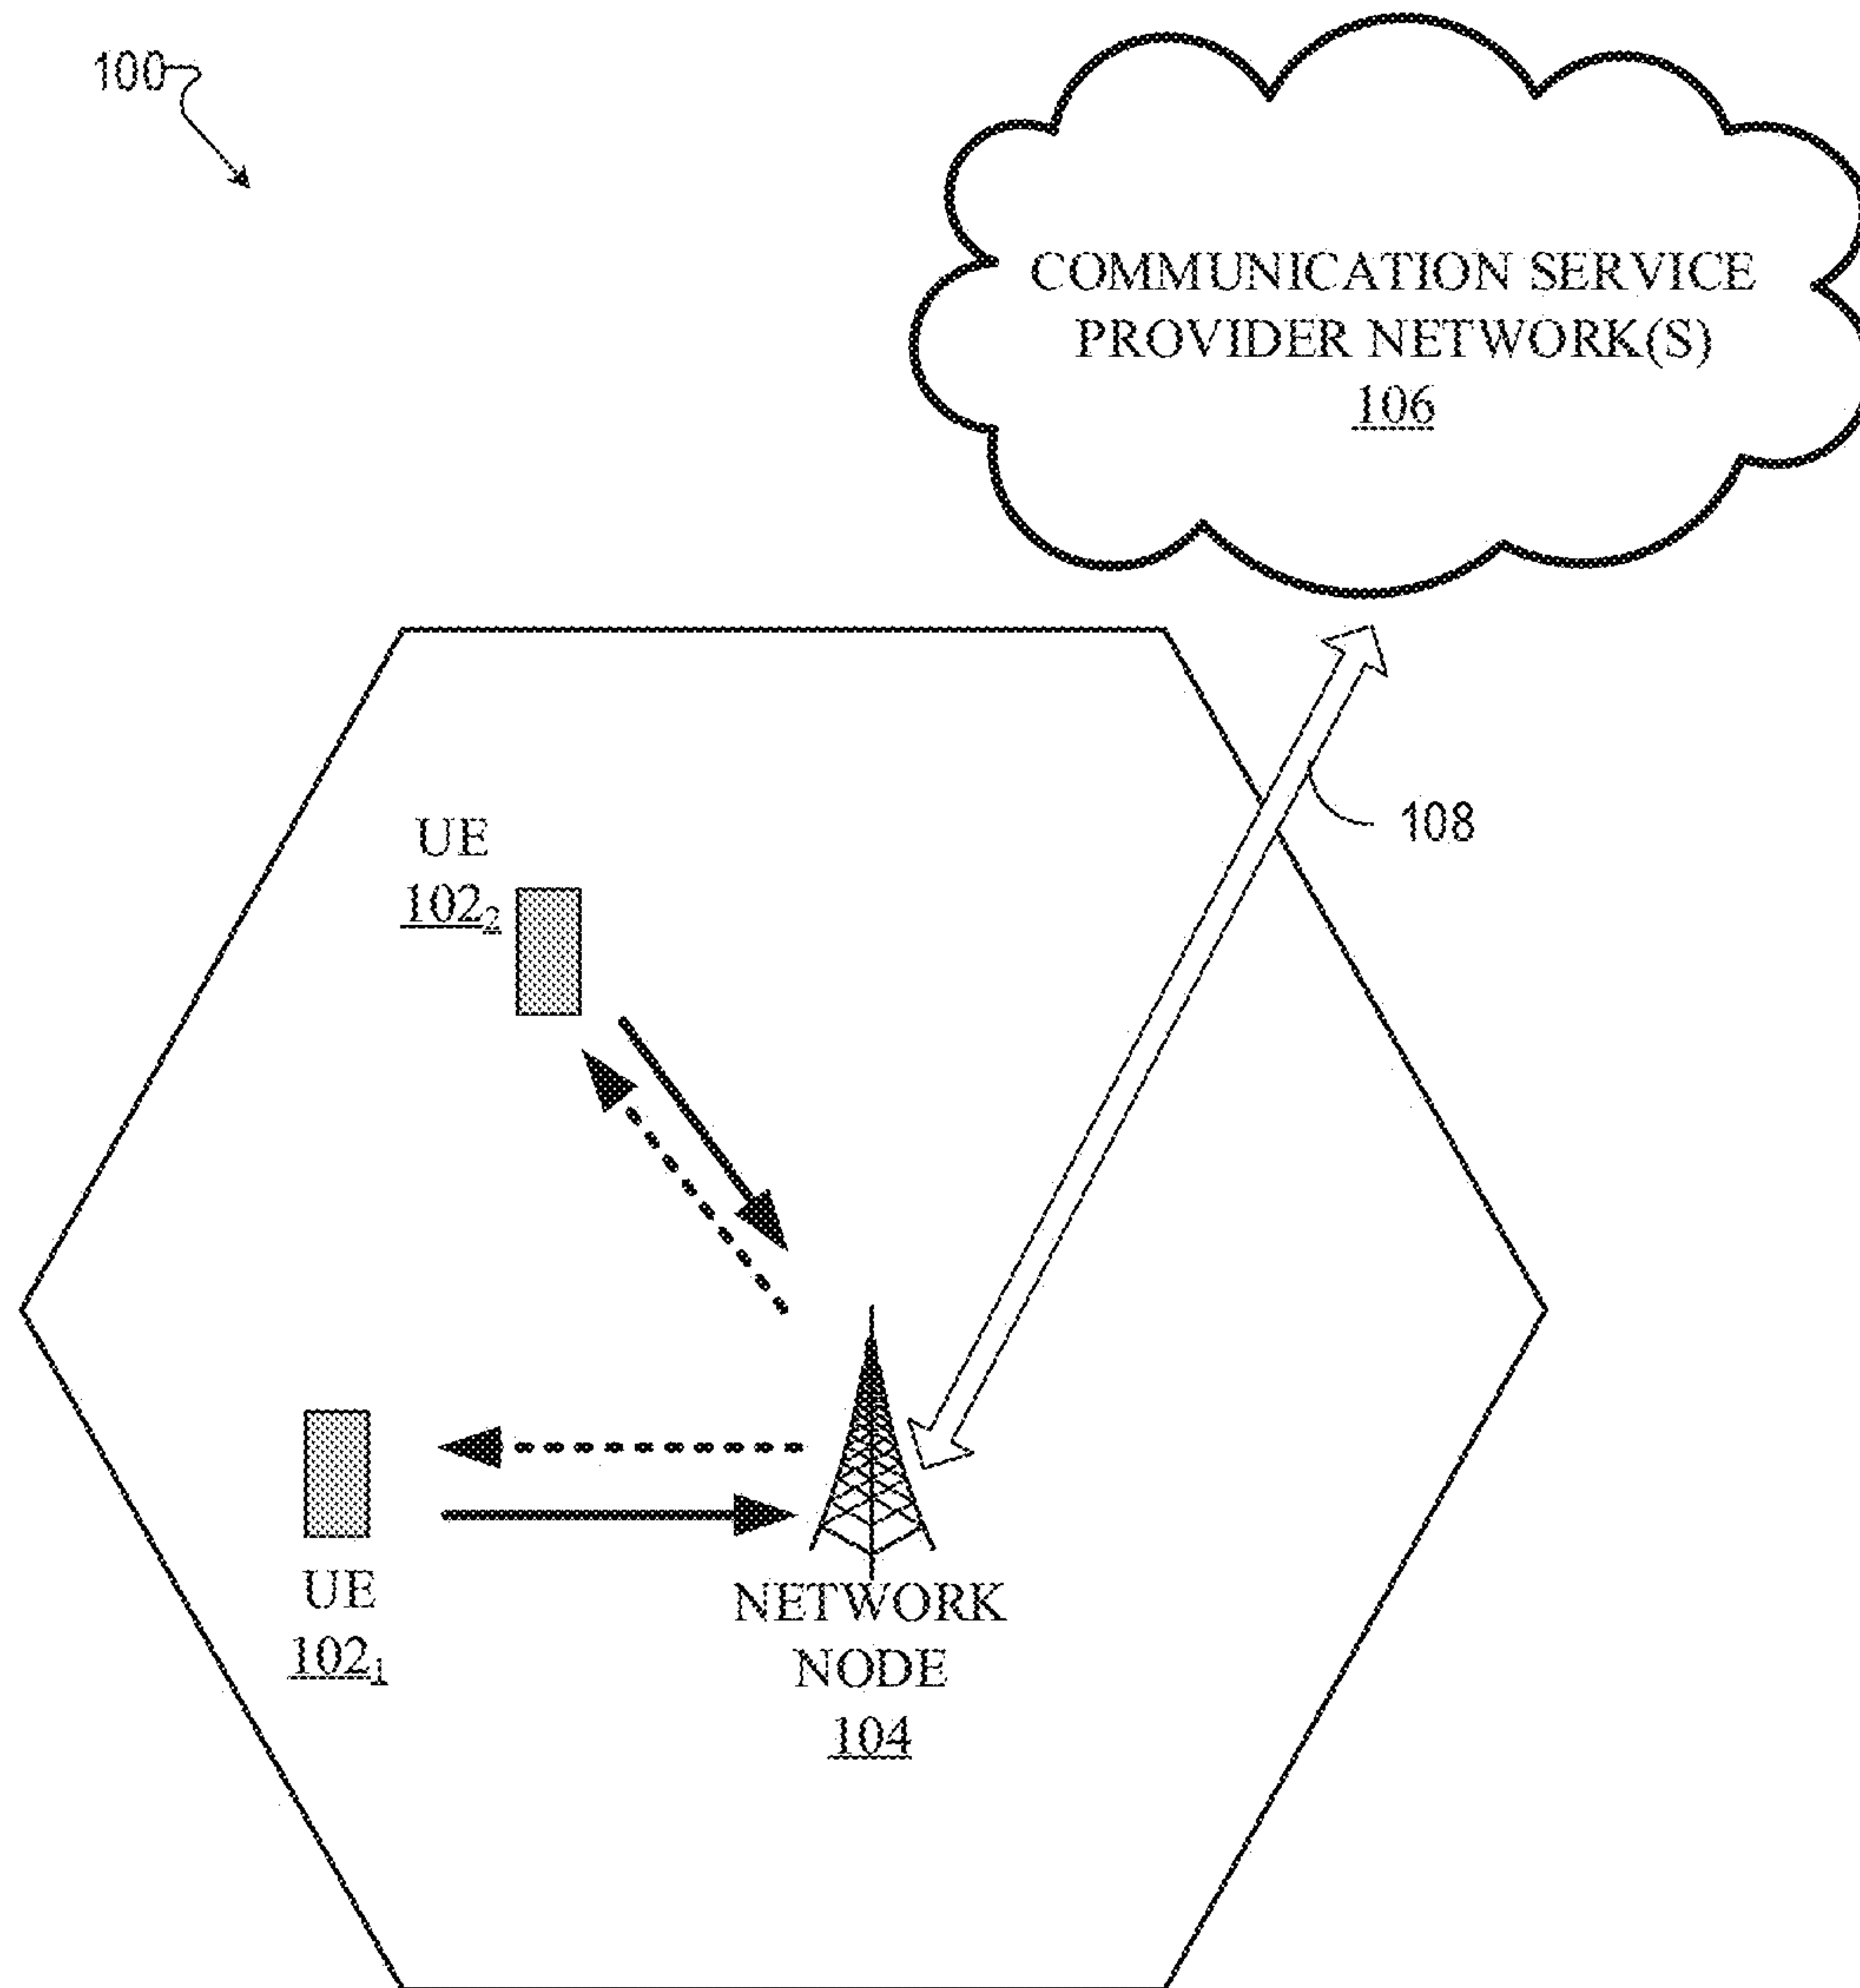 100
COMMUNICATION SERVICE
PROVIDER NETWORK(S)
106
108
UE
102₂
UE
102₁
NETWORK
NODE
104